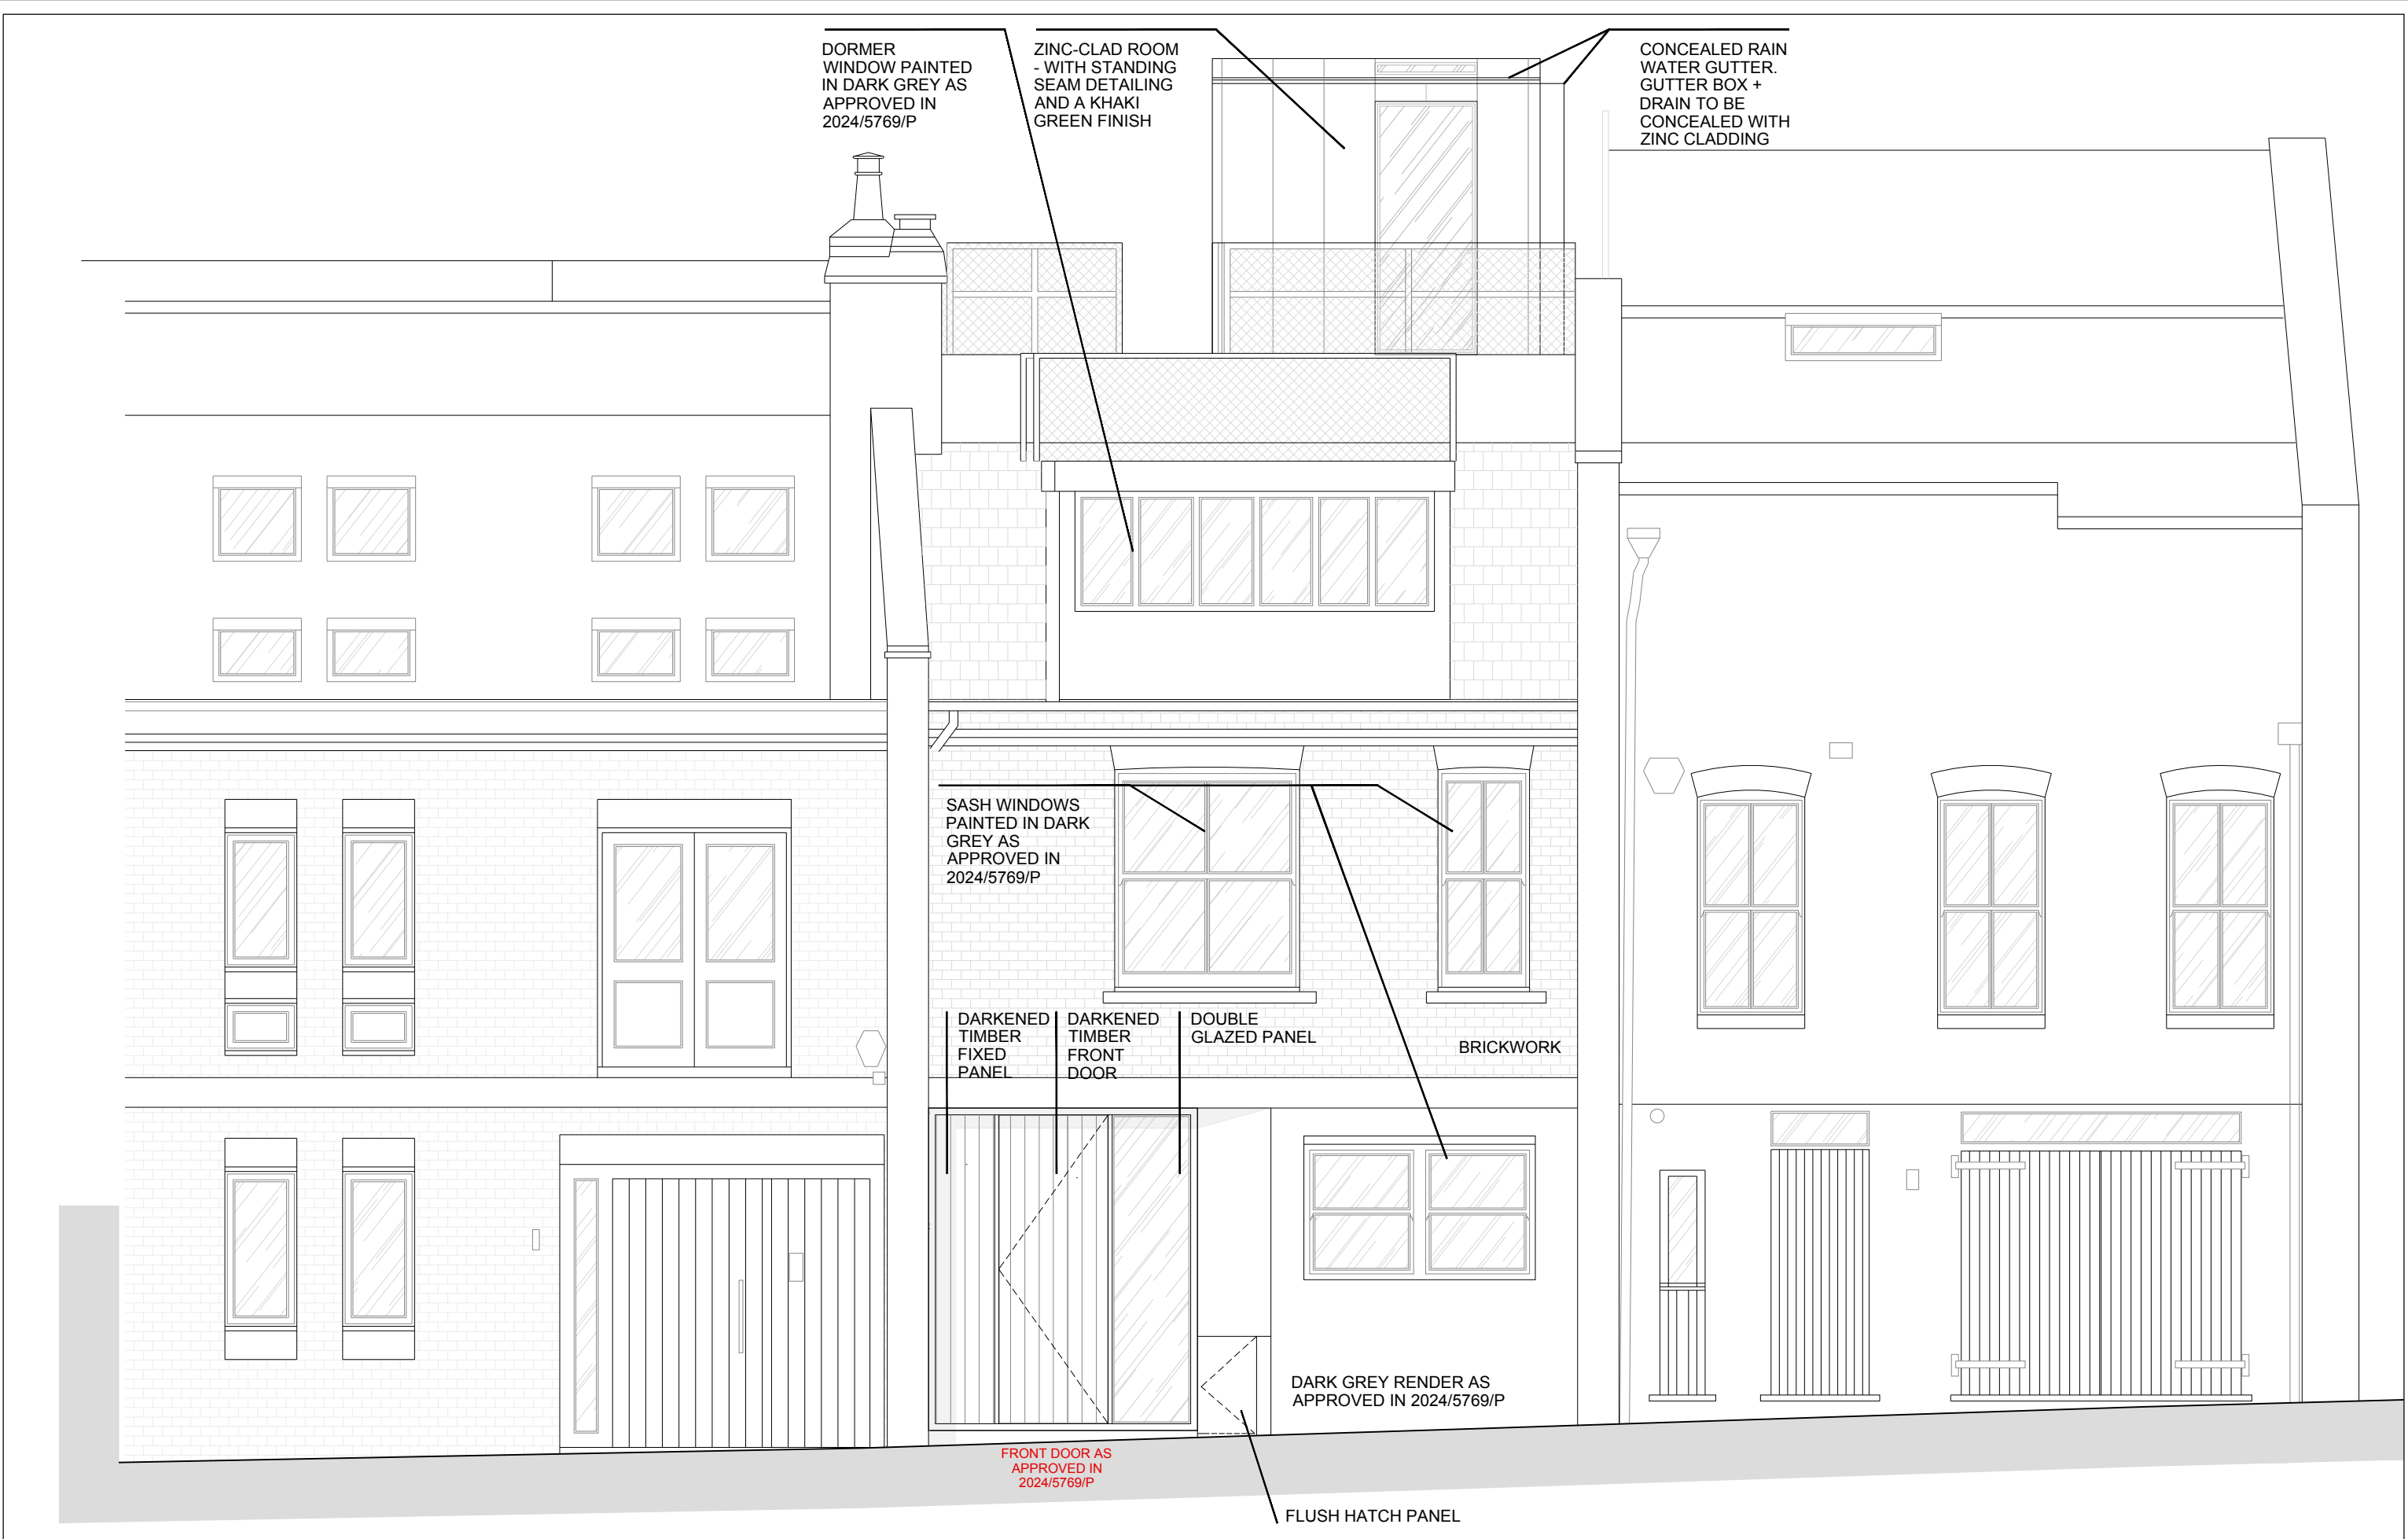 DORMER
WINDOW PAINTED
IN DARK GREY AS
APPROVED IN
2024/5769/P
ZINC-CLAD ROOM
- WITH STANDING
SEAM DETAILING
AND A KHAKI
GREEN FINISH
CONCEALED RAIN
WATER GUTTER.
GUTTER BOX +
DRAIN TO BE
CONCEALED WITH
ZINC CLADDING
SASH WINDOWS
PAINTED IN DARK
GREY AS
APPROVED IN
2024/5769/P
DARKENED
TIMBER
FIXED
PANEL
DARKENED
TIMBER
FRONT
DOOR
DOUBLE
GLAZED PANEL
BRICKWORK
DARK GREY RENDER AS
APPROVED IN 2024/5769/P
FRONT DOOR AS
APPROVED IN
2024/5769/P
FLUSH HATCH PANEL